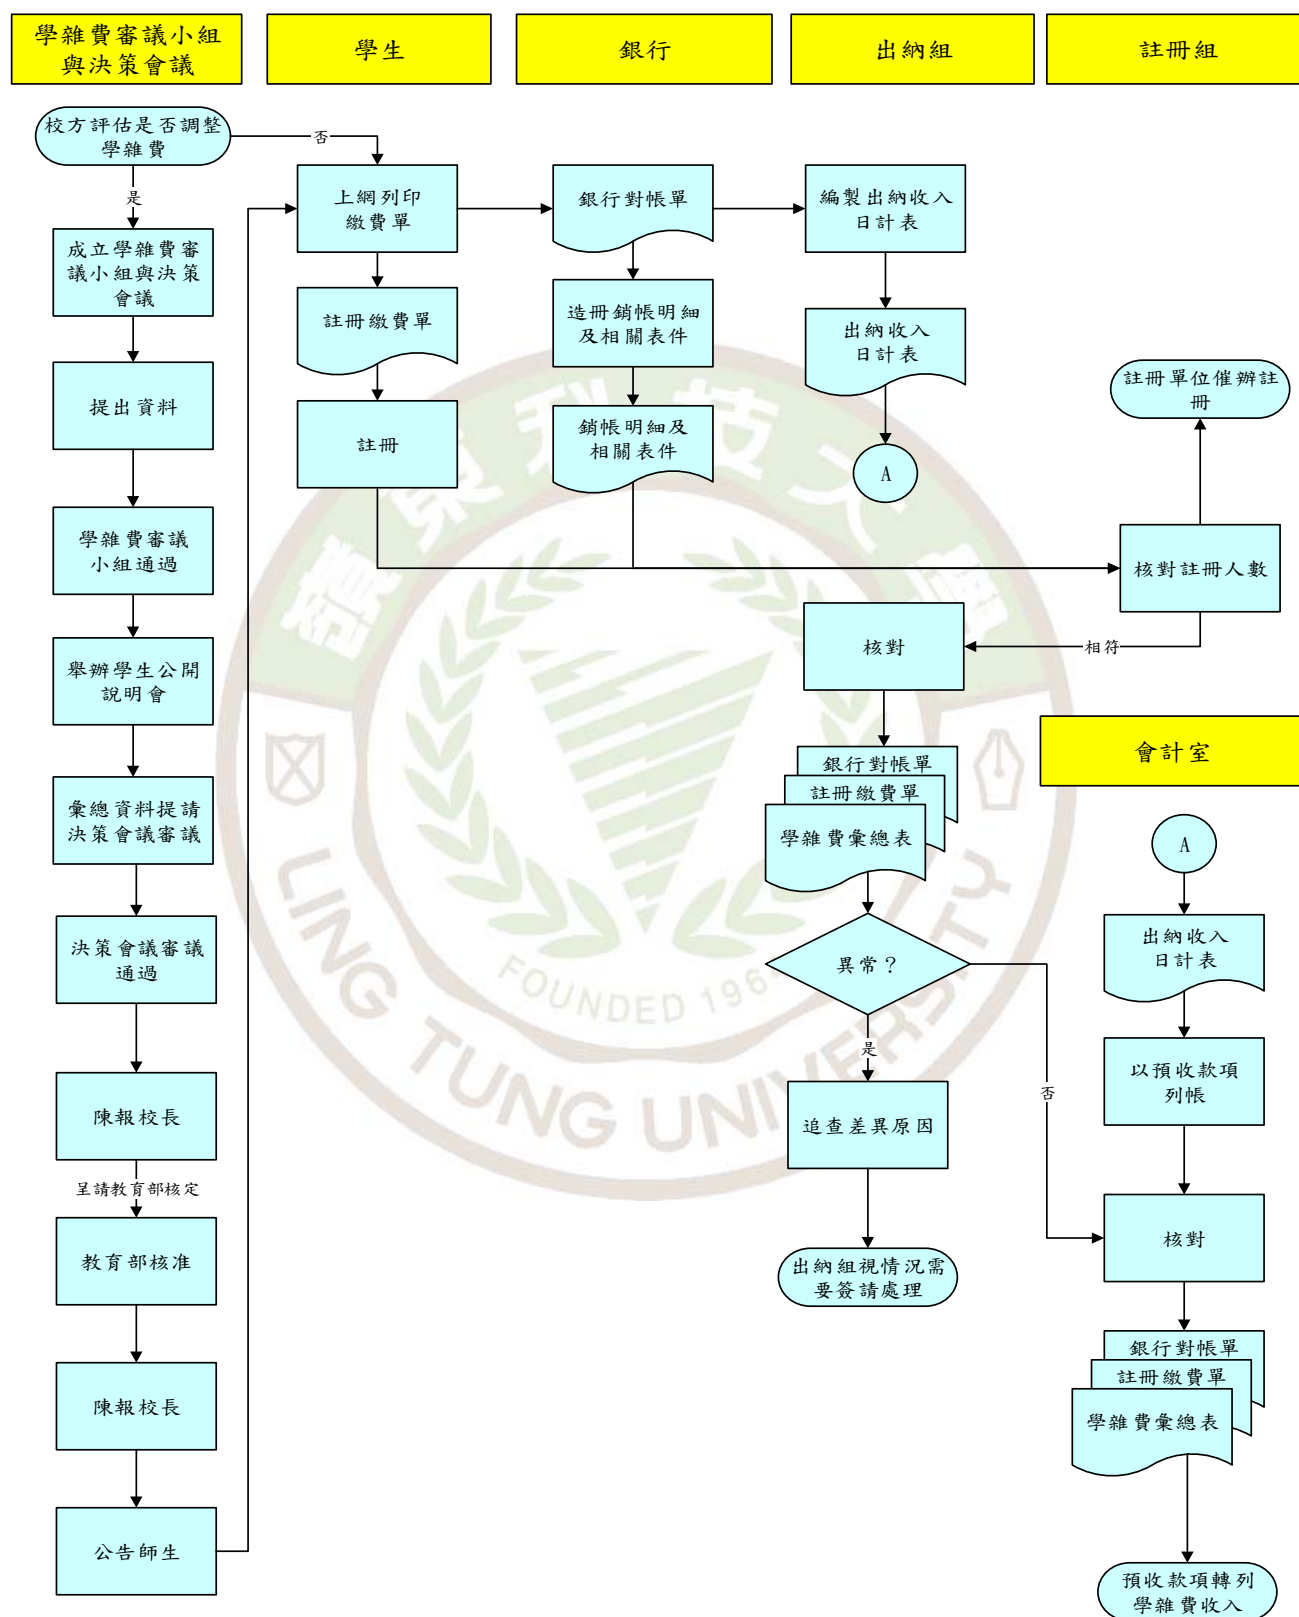 學雜費審議小組
與決策會議
學生
銀行
出納組
註冊組
校方評估是否調整
學雜費
否
是
成立學雜費審
議小組與決策
會議
提出資料
學雜費審議
小組通過
舉辦學生公開
說明會
彙總資料提請
決策會議審議
決策會議審議
通過
陳報校長
呈請教育部核定
教育部核准
陳報校長
公告師生
上網列印
繳費單
註冊繳費單
註冊
銀行對帳單
造冊銷帳明細
及相關表件
銷帳明細及
相關表件
編製出納收入
日計表
出納收入
日計表
A
註冊單位催辦註
冊
核對註冊人數
相符
核對
銀行對帳單
註冊繳費單
學雜費彙總表
異常？
是
否
追查差異原因
出納組視情況需
要簽請處理
會計室
A
出納收入
日計表
以預收款項
列帳
核對
銀行對帳單
註冊繳費單
學雜費彙總表
預收款項轉列
學雜費收入
嶺東科技大學
FOUNDED 196
LING TUNG UNIVERSITY